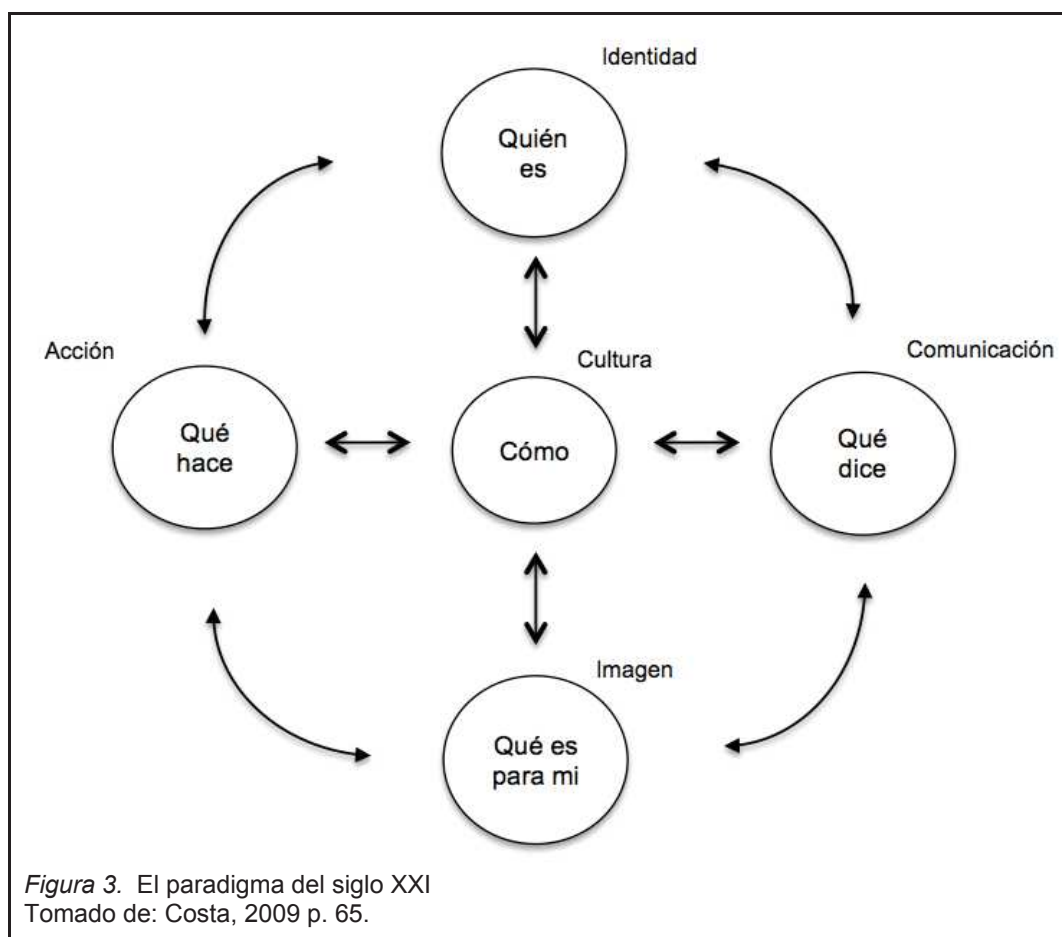 Identidad
Quién
es
Acción
Qué
hace
Cultura
Cómo
Comunicación
Qué
dice
Imagen
Qué es
para mi
Figura 3. El paradigma del siglo XXI
Tomado de: Costa, 2009 p. 65.